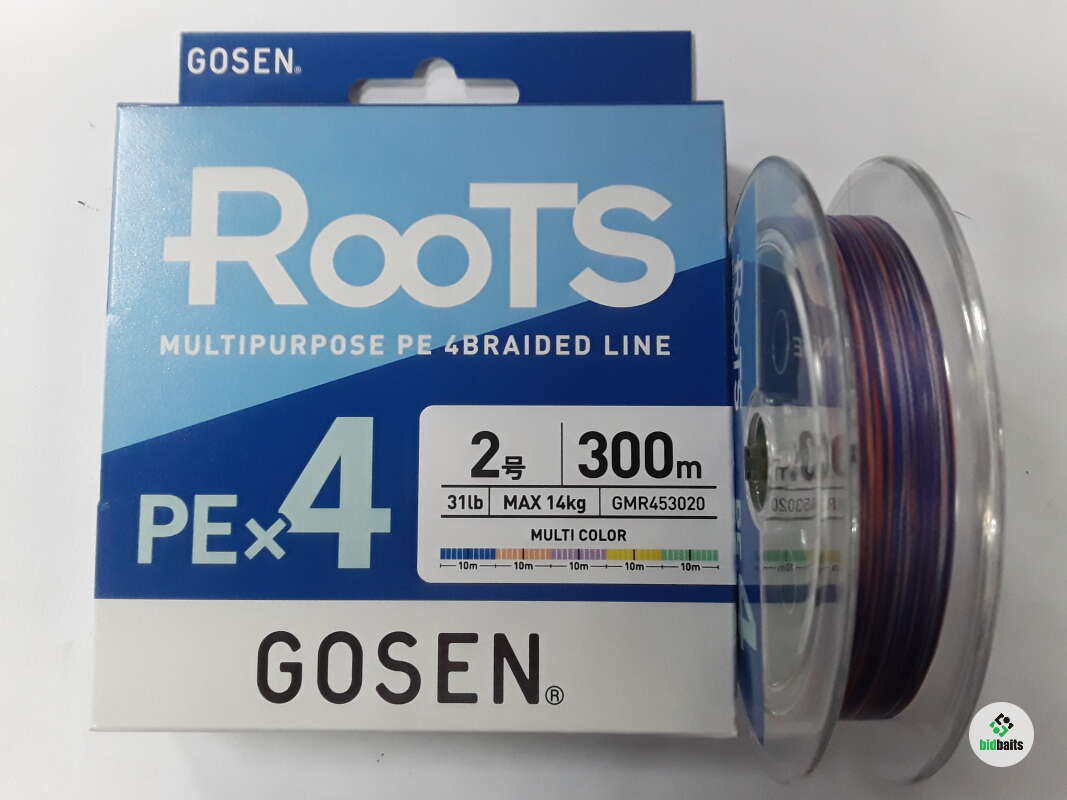 GOSEN®
RooTS
MULTIPURPOSE PE 4BRAIDED LINE
PE×4
2号 300m
31lb MAX 14kg GMR453020
MULTI COLOR
10m 10m 10m 10m 10m
GOSEN®
RooTS
bidbaits